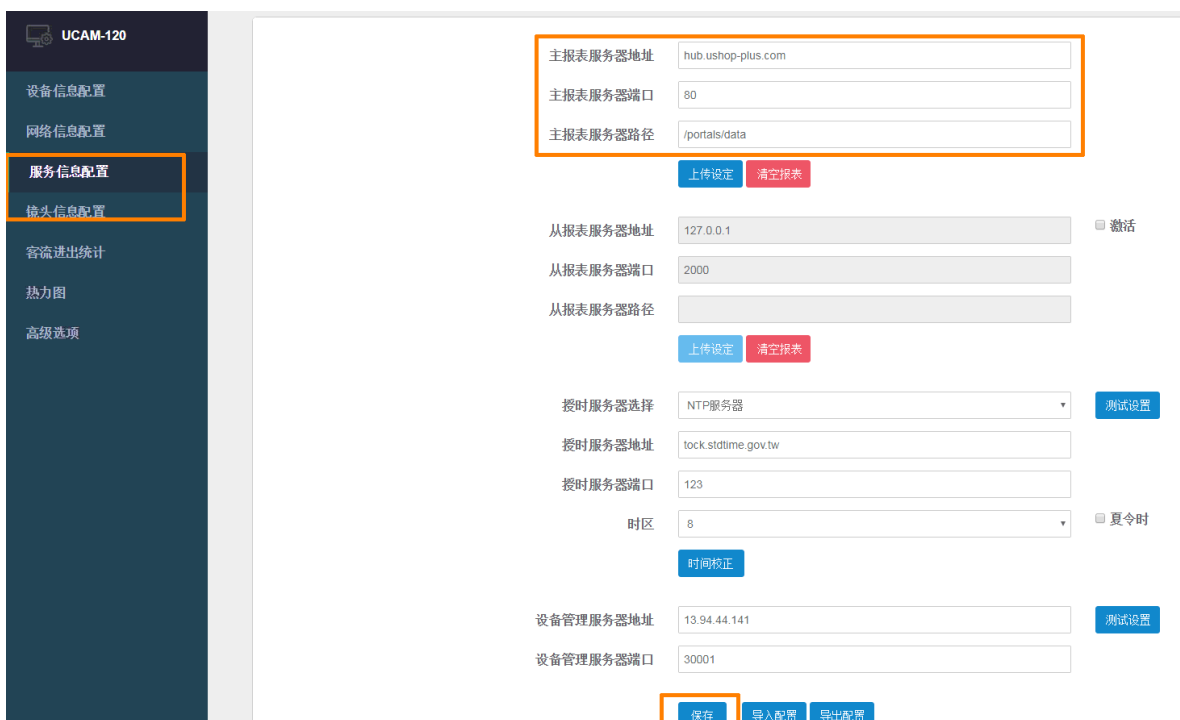 UCAM-120
设备信息配置
网络信息配置
服务信息配置
镜头信息配置
客流进出统计
热力图
高级选项
主报表服务器地址 hub.ushop-plus.com
主报表服务器端口 80
主报表服务器路径 /portals/data
上传设定 清空报表
从报表服务器地址 127.0.0.1 激活
从报表服务器端口 2000
从报表服务器路径
上传设定 清空报表
授时服务器选择 NTP服务器 测试设置
授时服务器地址 tock.stdtime.gov.tw
授时服务器端口 123
时区 8 夏令时
时间校正
设备管理服务器地址 13.94.44.141 测试设置
设备管理服务器端口 30001
保存 导入配置 导出配置